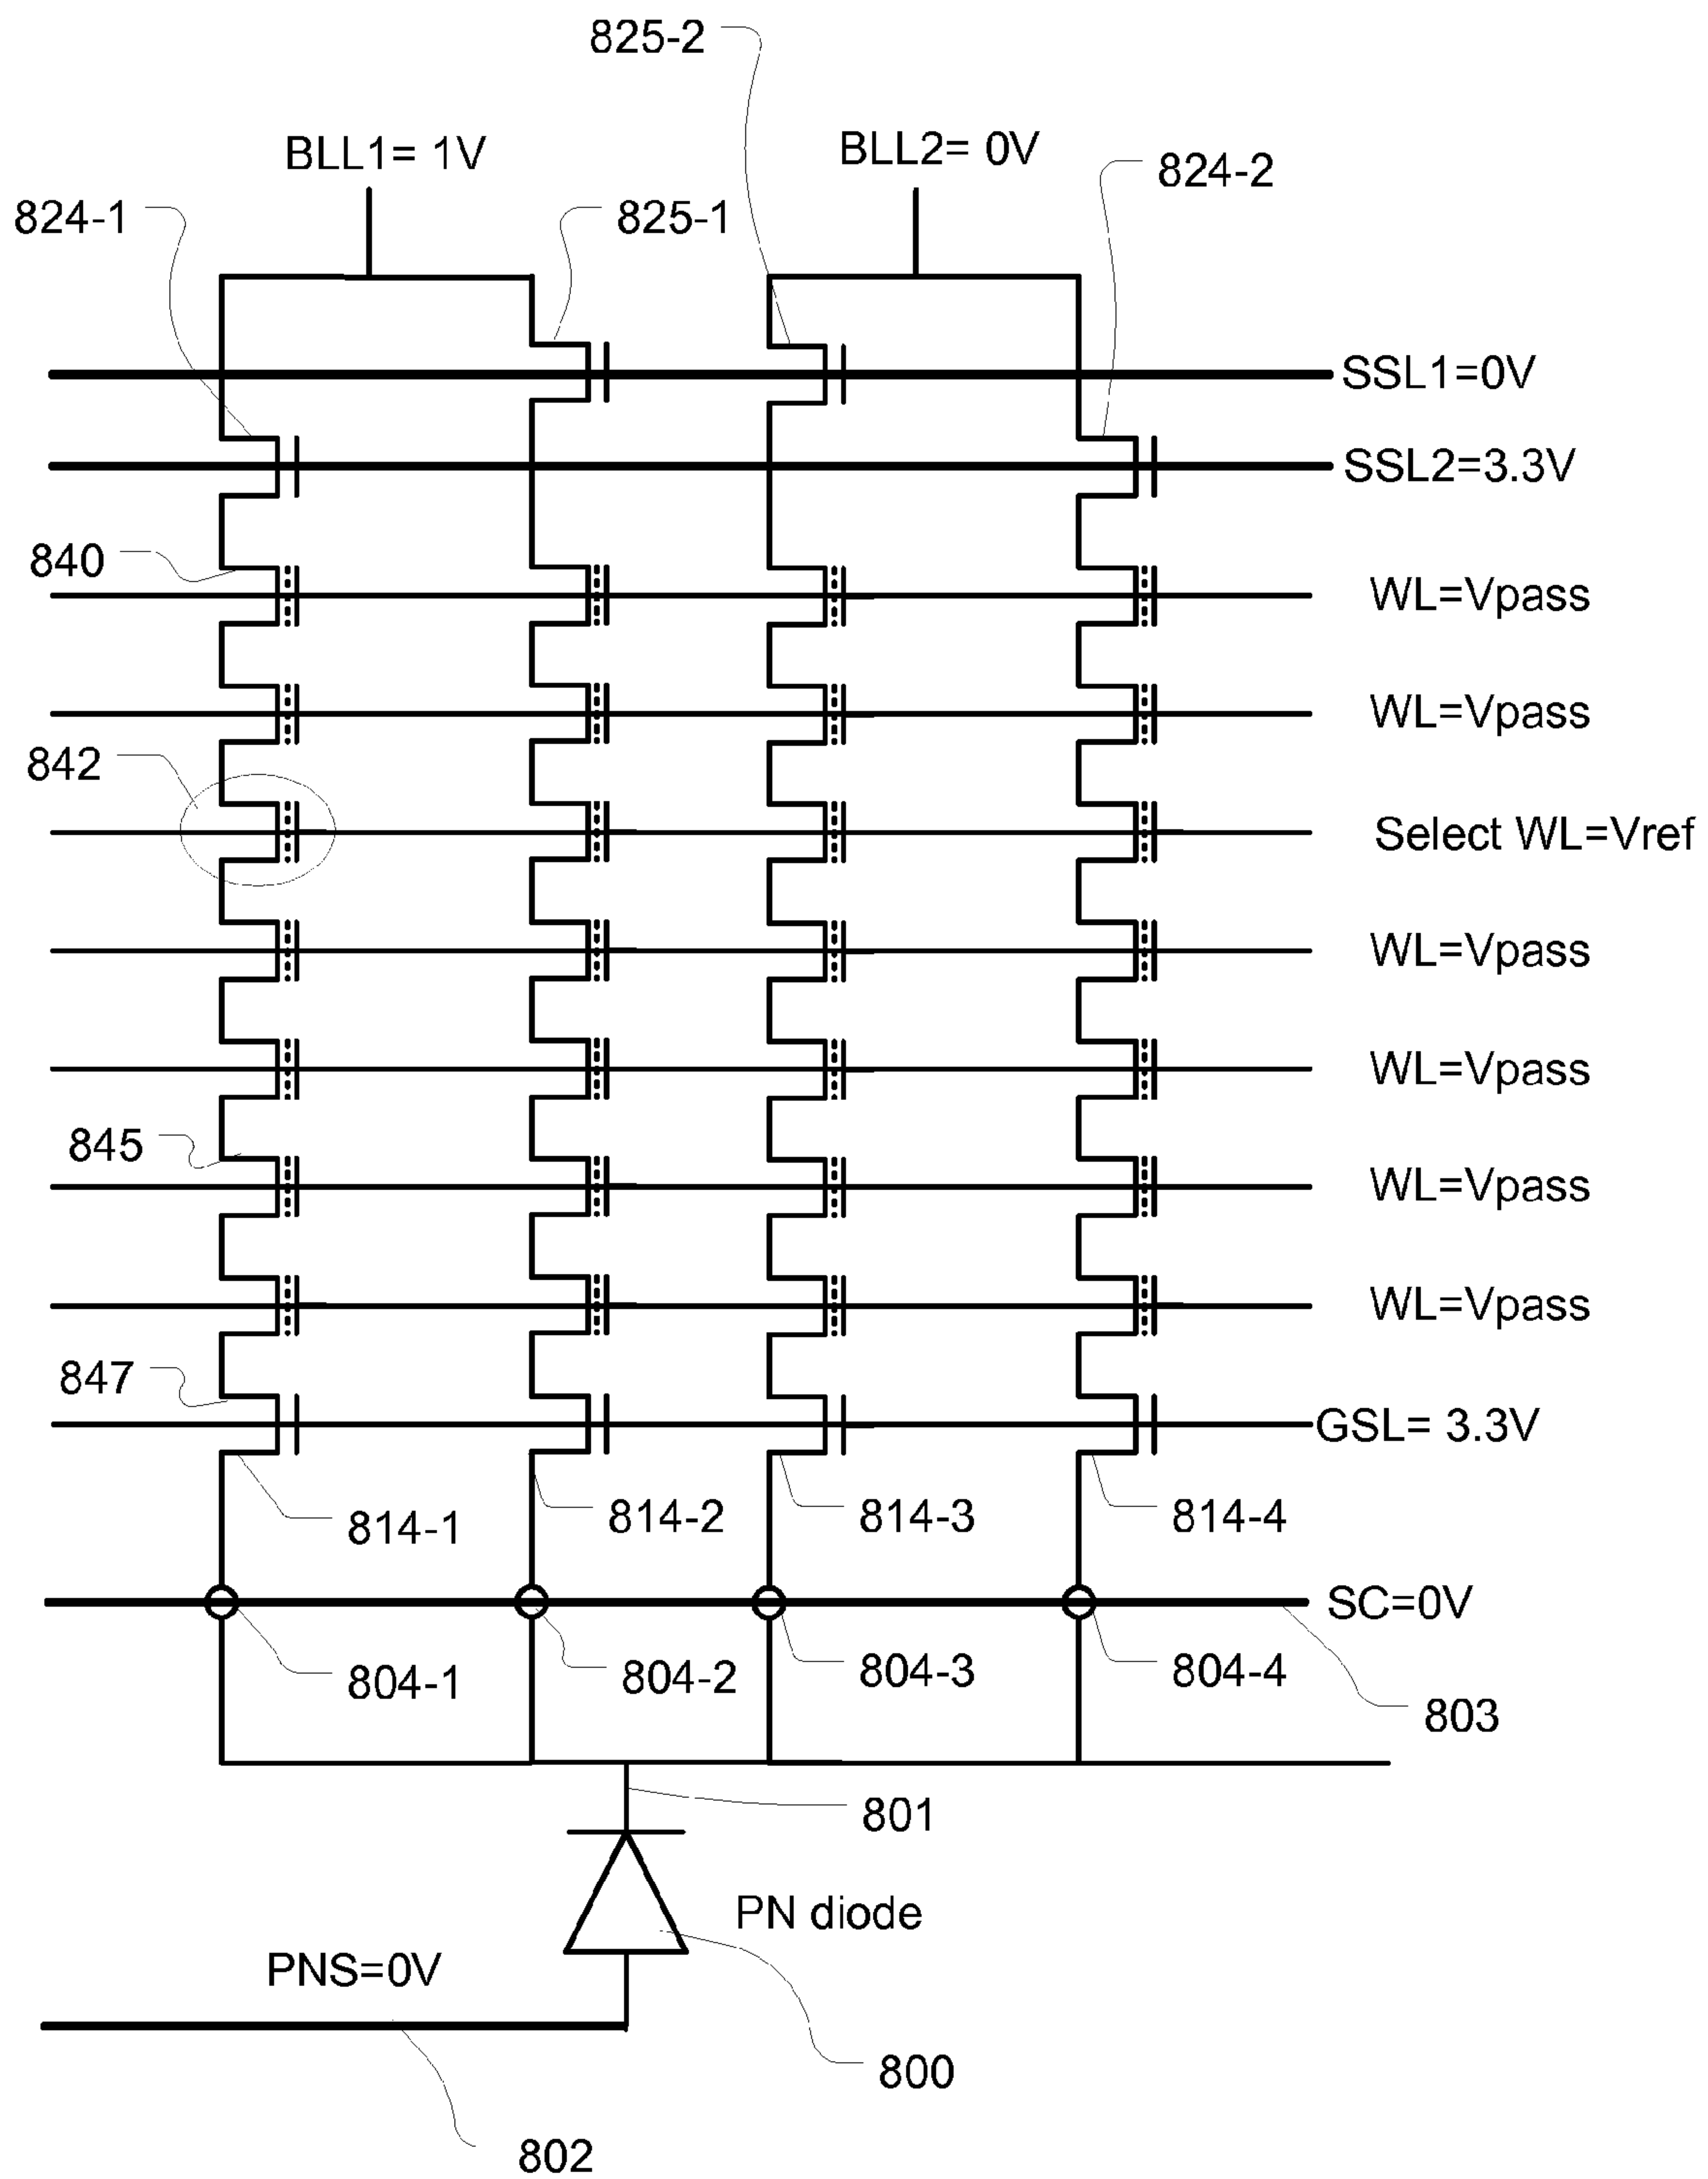 825-2
BLL1= 1V
BLL2= 0V
824-2
824-1
825-1
SSL1=0V
SSL2=3.3V
840
WL=Vpass
WL=Vpass
842
Select WL=Vref
WL=Vpass
WL=Vpass
845
WL=Vpass
WL=Vpass
847
GSL= 3.3V
814-1
814-2
814-3
814-4
SC=0V
804-1
804-2
804-3
804-4
803
801
PN diode
PNS=0V
800
802